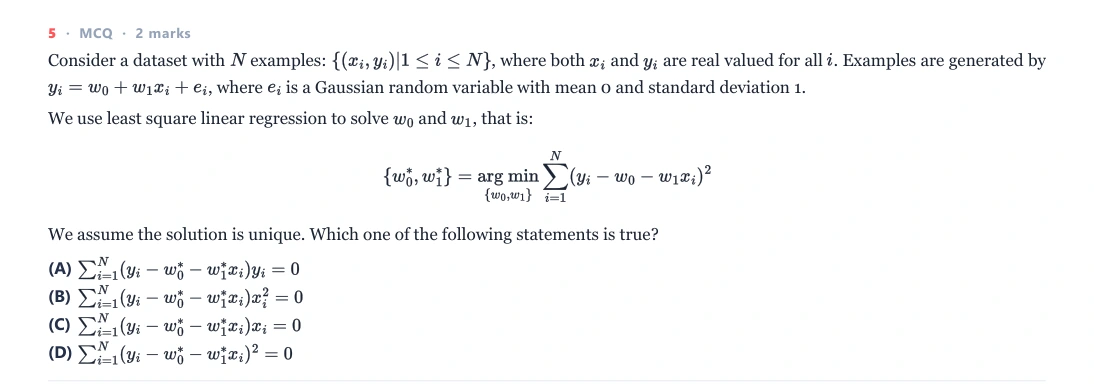 5 · MCQ · 2 marks
Consider a dataset with N examples: {(xᵢ, yᵢ)|1 ≤ i ≤ N}, where both xᵢ and yᵢ are real valued for all i. Examples are generated by
yᵢ = w₀ + w₁xᵢ + eᵢ, where eᵢ is a Gaussian random variable with mean 0 and standard deviation 1.
We use least square linear regression to solve w₀ and w₁, that is:
{w₀*, w₁*} = arg min_{{w₀,w₁}} ∑_{i=1}^{N} (yᵢ − w₀ − w₁xᵢ)²
We assume the solution is unique. Which one of the following statements is true?
(A) ∑_{i=1}^{N} (yᵢ − w₀* − w₁*xᵢ)yᵢ = 0
(B) ∑_{i=1}^{N} (yᵢ − w₀* − w₁*xᵢ)xᵢ² = 0
(C) ∑_{i=1}^{N} (yᵢ − w₀* − w₁*xᵢ)xᵢ = 0
(D) ∑_{i=1}^{N} (yᵢ − w₀* − w₁*xᵢ)² = 0